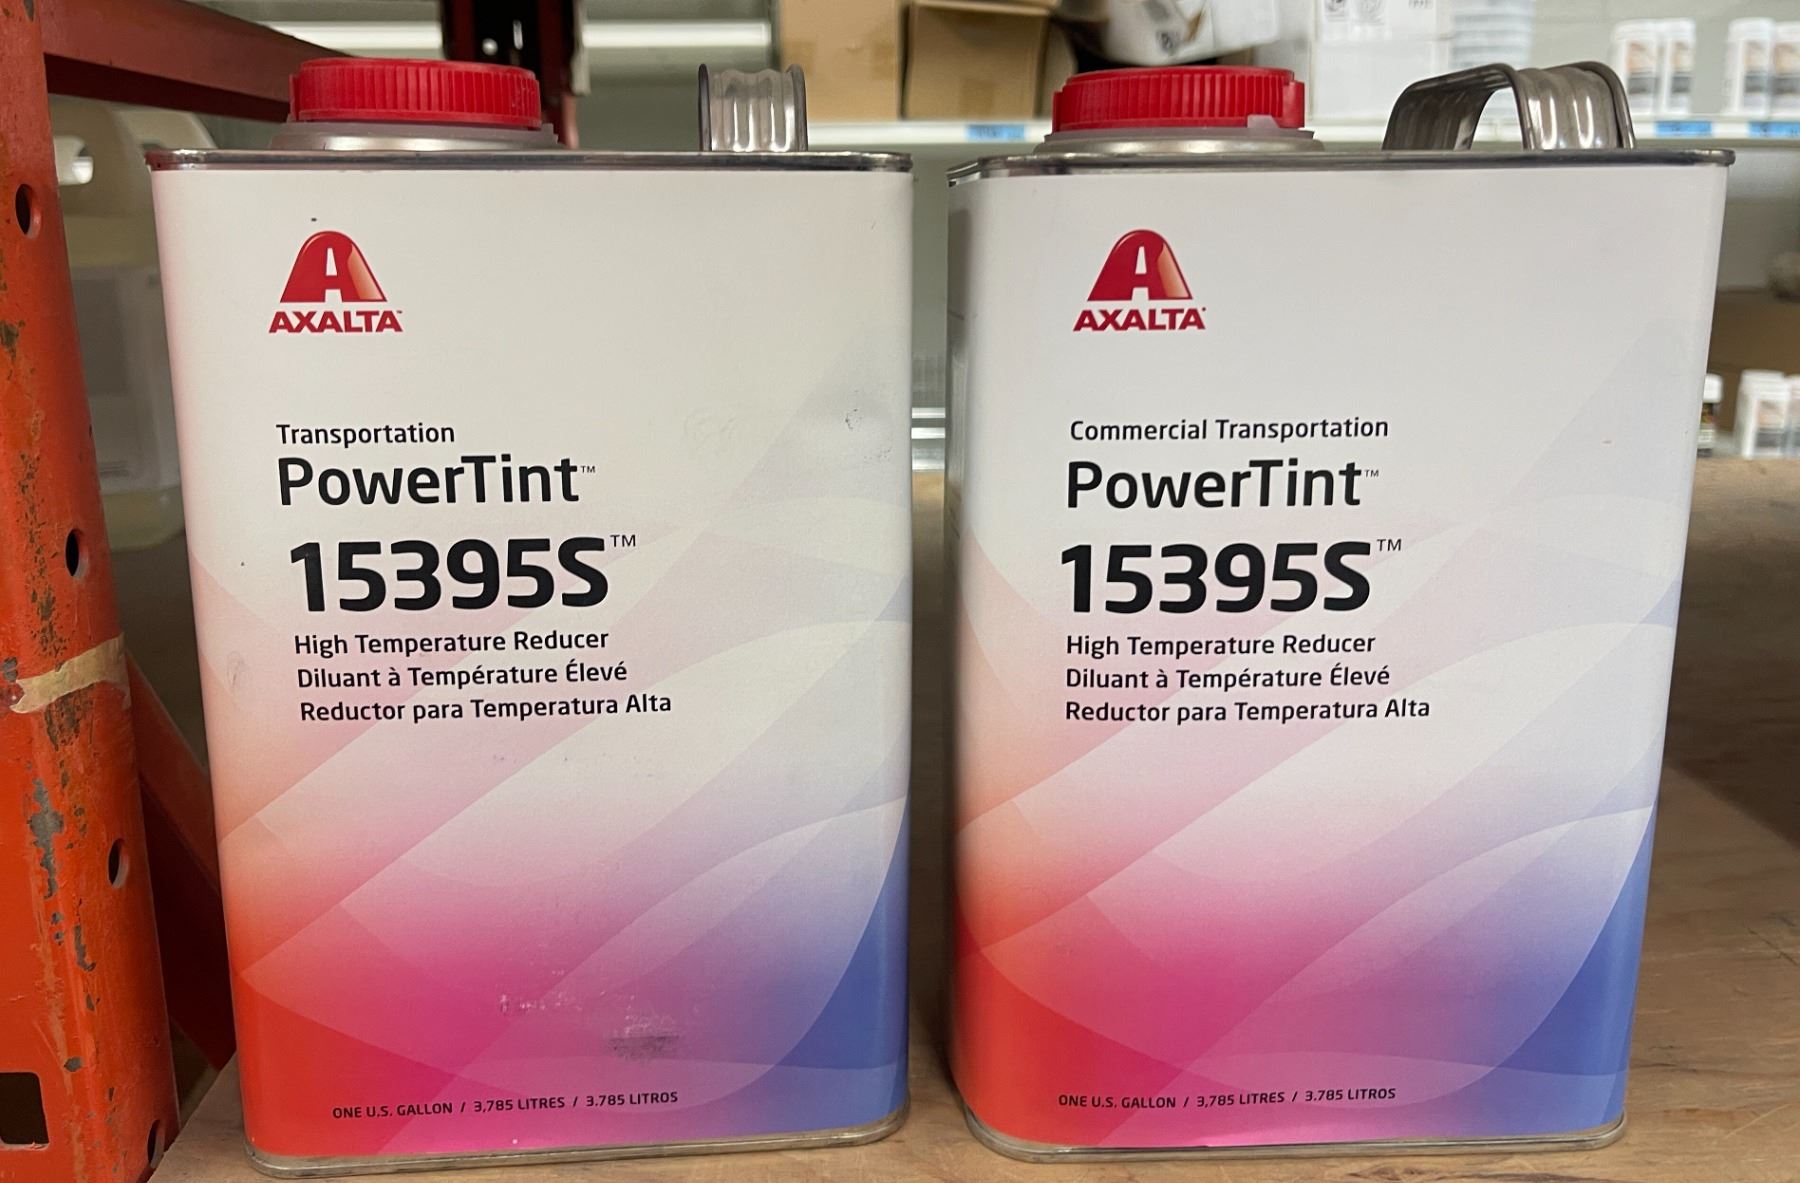 AXALTA™
Transportation
PowerTint™
15395S™
High Temperature Reducer
Diluant à Température Élevé
Reductor para Temperatura Alta
ONE U.S. GALLON / 3,785 LITRES / 3.785 LITROS
AXALTA
Commercial Transportation
PowerTint™
15395S™
High Temperature Reducer
Diluant à Température Élevé
Reductor para Temperatura Alta
ONE U.S. GALLON / 3,785 LITRES / 3.785 LITROS